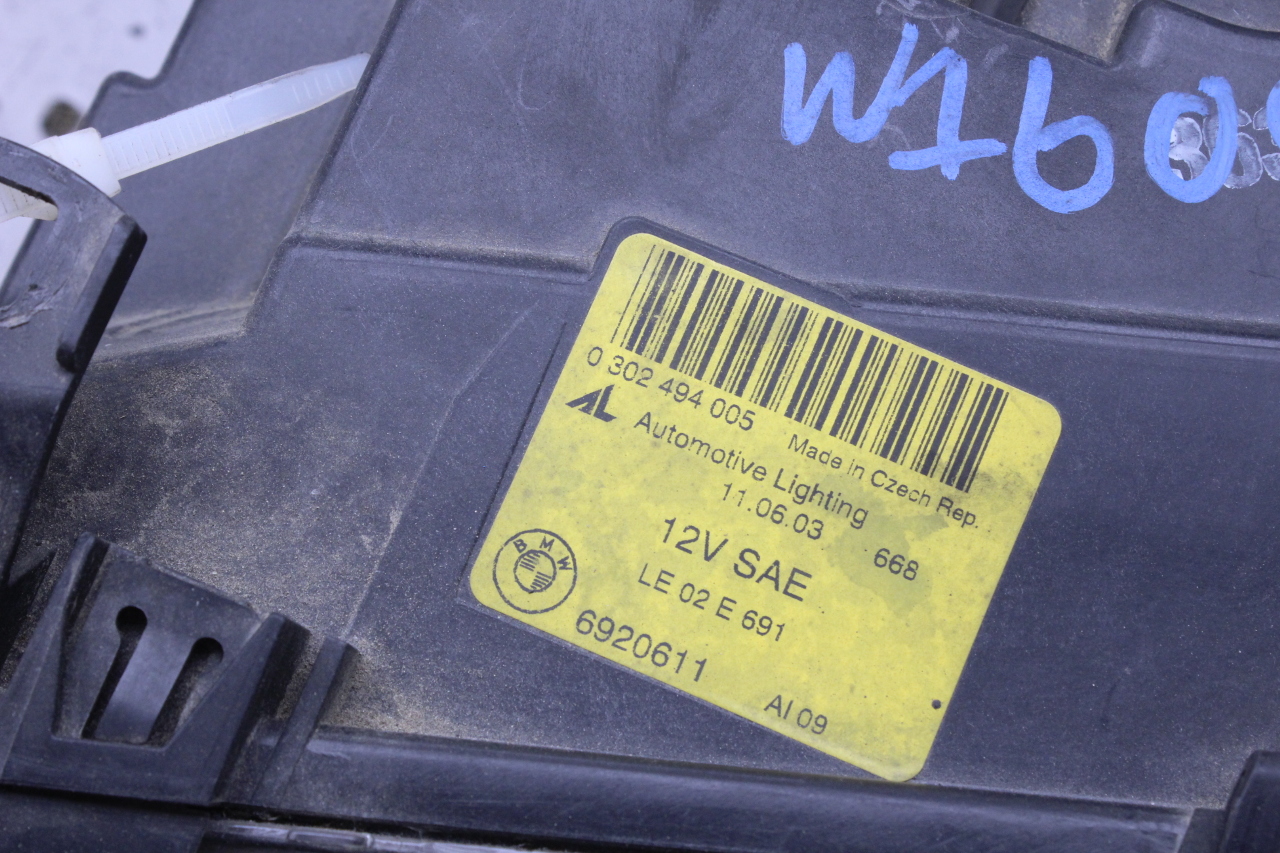 W160
0 302 494 005
Made in Czech Rep.
AL Automotive Lighting
11.06.03
668
12V SAE
LE 02 E 691
BMW
6920611
AI 09